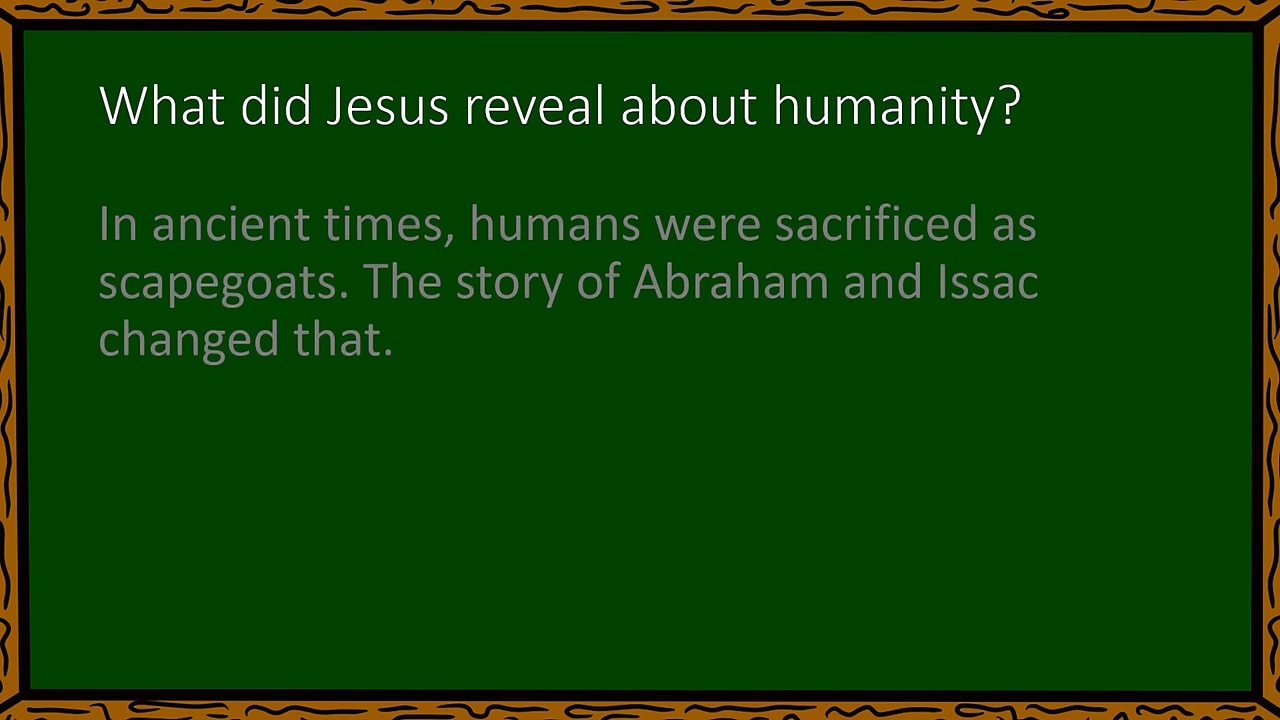 What did Jesus reveal about humanity?
In ancient times, humans were sacrificed as
scapegoats. The story of Abraham and Issac
changed that.